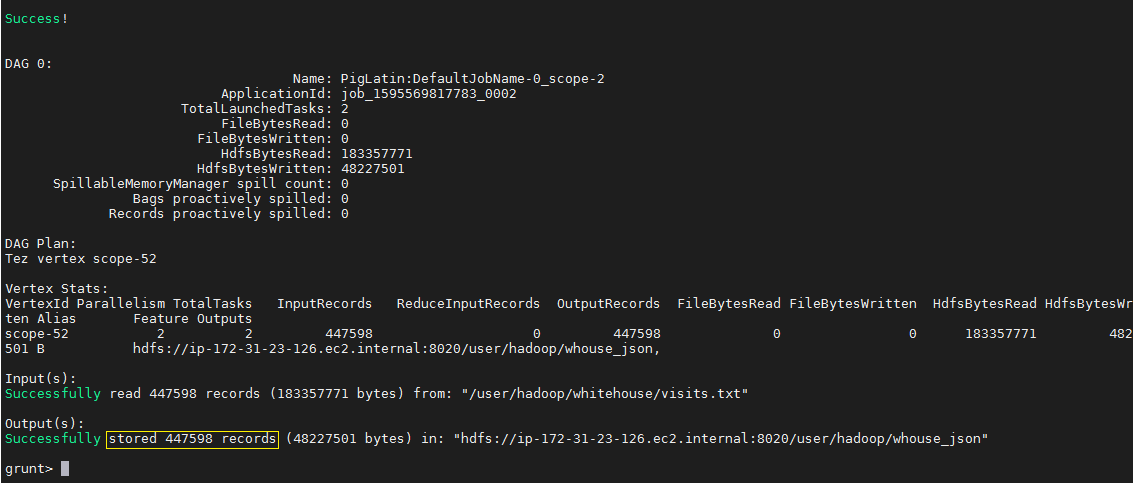 Success!
DAG 0:
Name: PigLatin:DefaultJobName-0_scope-2
ApplicationId: job_1595569817783_0002
TotalLaunchedTasks: 2
FileBytesRead: 0
FileBytesWritten: 0
HdfsBytesRead: 183357771
HdfsBytesWritten: 48227501
SpillableMemoryManager spill count: 0
Bags proactively spilled: 0
Records proactively spilled: 0
DAG Plan:
Tez vertex scope-52
Vertex Stats:
VertexId Parallelism TotalTasks   InputRecords   ReduceInputRecords  OutputRecords  FileBytesRead FileBytesWritten  HdfsBytesRead HdfsBytesWr
ten Alias       Feature Outputs
scope-52           2          2         447598                    0         447598              0                0      183357771         482
501 B           hdfs://ip-172-31-23-126.ec2.internal:8020/user/hadoop/whouse_json,
Input(s):
Successfully read 447598 records (183357771 bytes) from: "/user/hadoop/whitehouse/visits.txt"
Output(s):
Successfully stored 447598 records (48227501 bytes) in: "hdfs://ip-172-31-23-126.ec2.internal:8020/user/hadoop/whouse_json"
grunt>